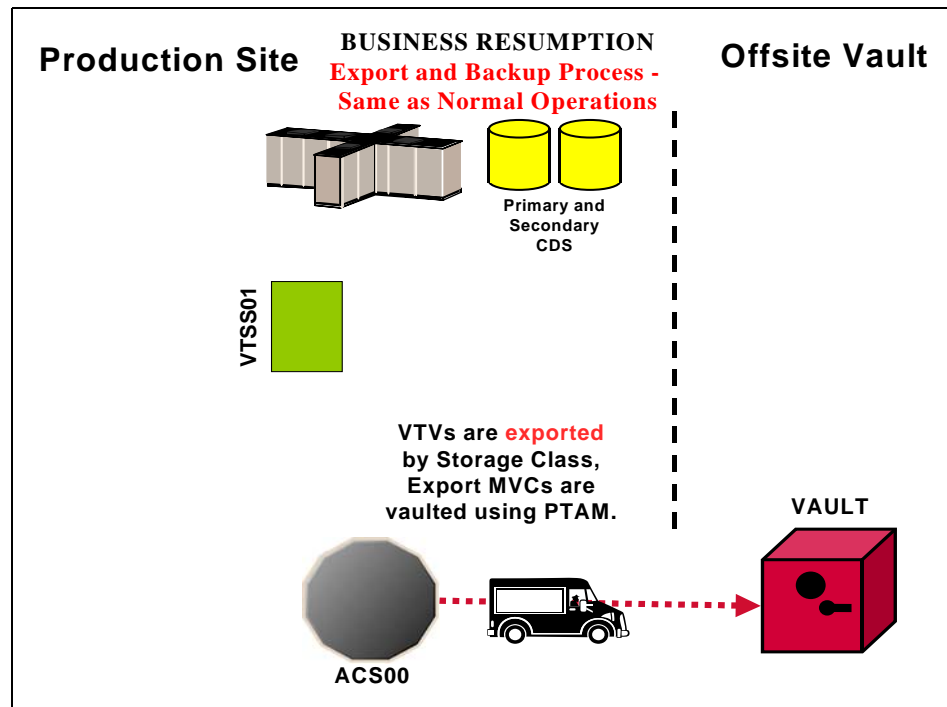 Production Site
BUSINESS RESUMPTION
Export and Backup Process -
Same as Normal Operations
Offsite Vault
Primary and
Secondary
CDS
VTSS01
VTVs are exported
by Storage Class,
Export MVCs are
vaulted using PTAM.
VAULT
ACS00